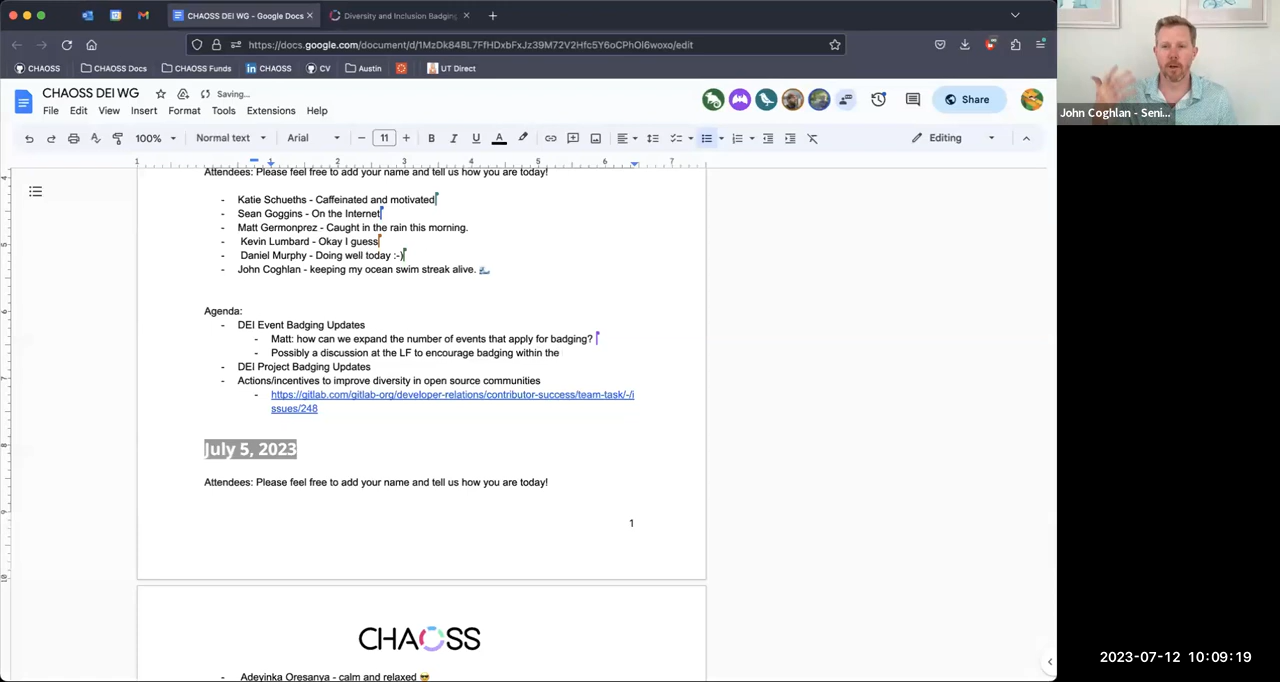 CHAOSS DEI WG - Google Docs
Diversity and Inclusion Badging
https://docs.google.com/document/d/1MzDk84BL7FfHDxbFxJz39M72V2Hfc5Y6oCPhOl6woxo/edit
CHAOSS
CHAOSS Docs
CHAOSS Funds
CHAOSS
CV
Austin
UT Direct
CHAOSS DEI WG
Saving...
File Edit View Insert Format Tools Extensions Help
Share
100%
Normal text
Arial
11
Editing
1 1 2 3 4 5 6 7
Attendees: Please feel free to add your name and tell us how you are today!
- Katie Schueths - Caffeinated and motivated
- Sean Goggins - On the Internet
- Matt Germonprez - Caught in the rain this morning.
- Kevin Lumbard - Okay I guess
- Daniel Murphy - Doing well today :-)
- John Coghlan - keeping my ocean swim streak alive. 🌊
Agenda:
- DEI Event Badging Updates
- Matt: how can we expand the number of events that apply for badging?
- Possibly a discussion at the LF to encourage badging within the
- DEI Project Badging Updates
- Actions/incentives to improve diversity in open source communities
- https://gitlab.com/gitlab-org/developer-relations/contributor-success/team-task/-/i
ssues/248
July 5, 2023
Attendees: Please feel free to add your name and tell us how you are today!
1
CHAOSS
- Adeyinka Oresanya - calm and relaxed 😎
John Coghlan - Seni...
2023-07-12 10:09:19